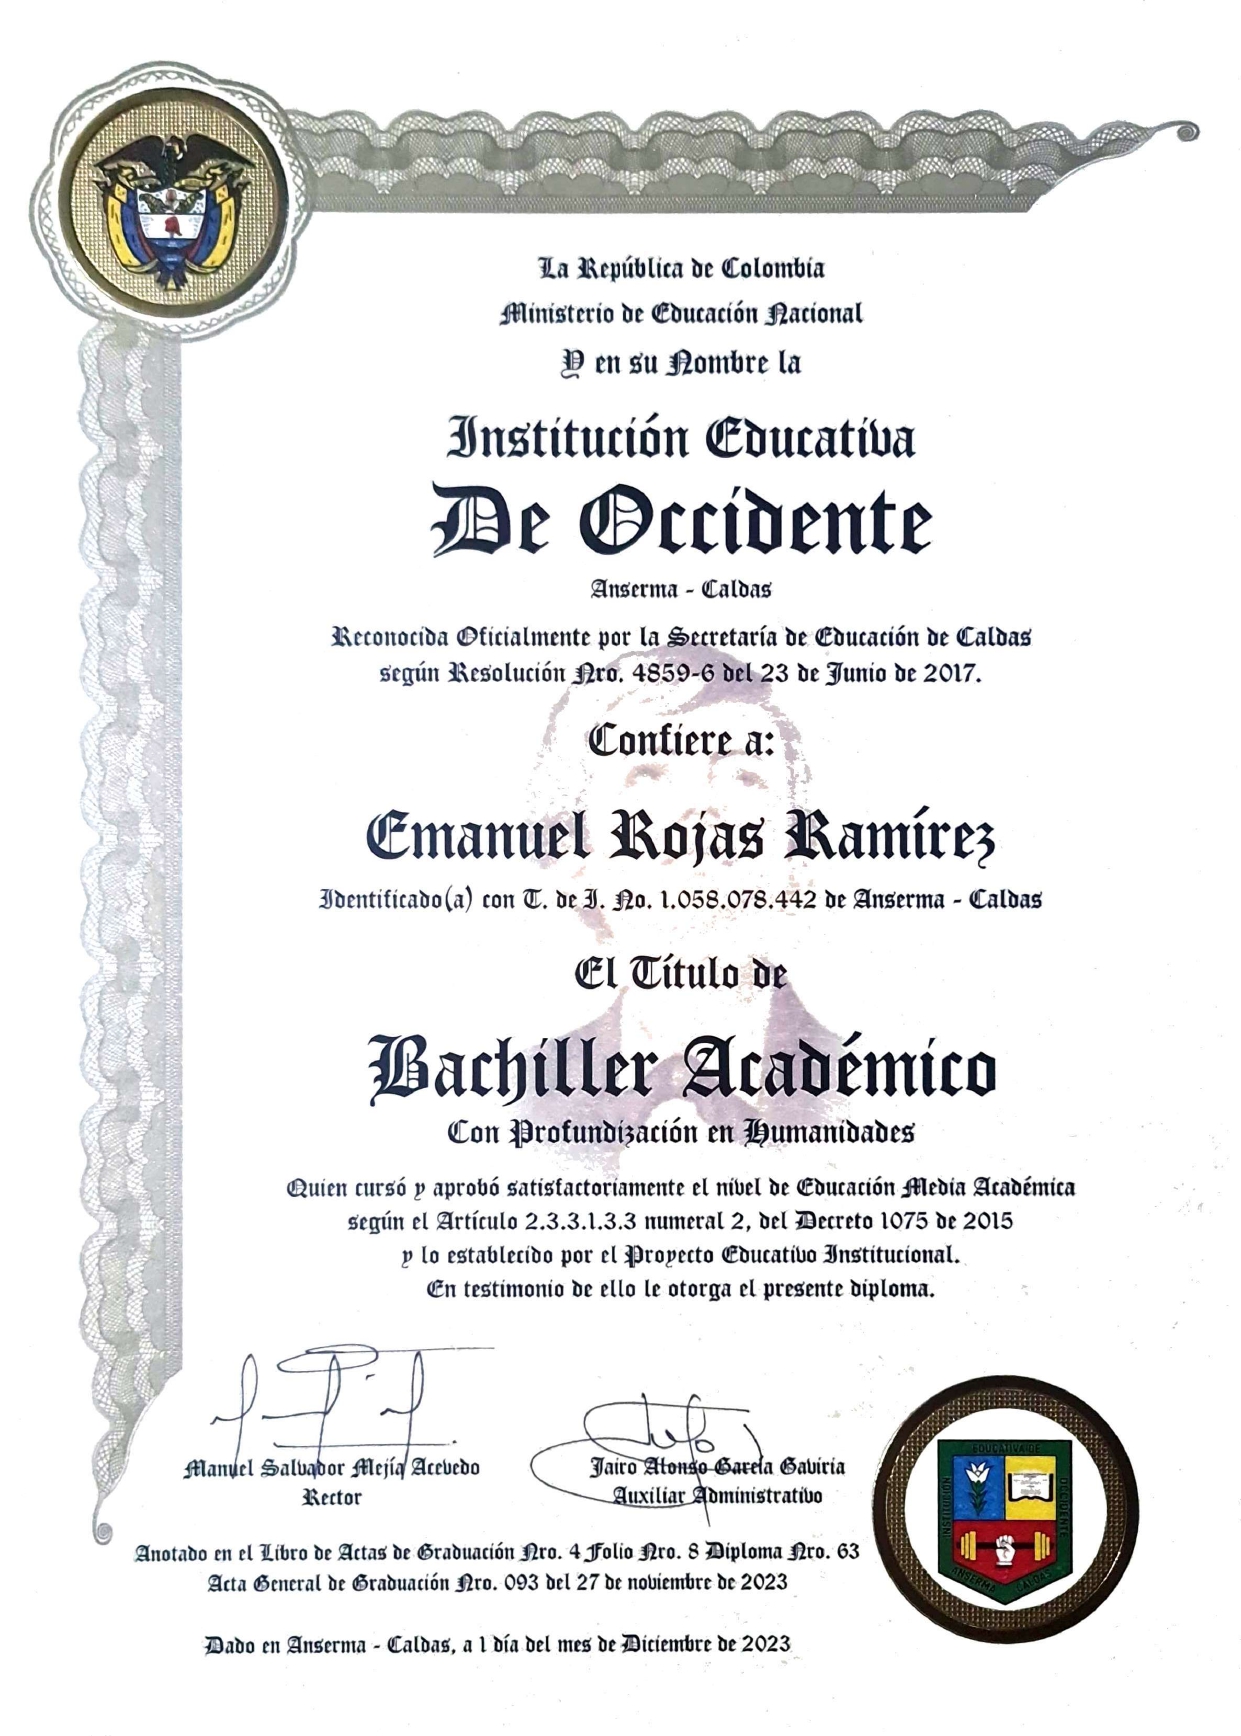 La República de Colombia
Ministerio de Educación Nacional
Y en su Nombre la
Institución Educativa
De Occidente
Anserma - Caldas
Reconocida Oficialmente por la Secretaría de Educación de Caldas
según Resolución Nro. 4859-6 del 23 de Junio de 2017.
Confiere a:
Emanuel Rojas Ramírez
Identificado(a) con T. de I. No. 1.058.078.442 de Anserma - Caldas
El Título de
Bachiller Académico
Con Profundización en Humanidades
Quien cursó y aprobó satisfactoriamente el nivel de Educación Media Académica
según el Artículo 2.3.3.1.3.3 numeral 2, del Decreto 1075 de 2015
y lo establecido por el Proyecto Educativo Institucional.
En testimonio de ello le otorga el presente diploma.
Manuel Salvador Mejía Acevedo
Rector
Jairo Alonso García Gaviria
Auxiliar Administrativo
INSTITUCION EDUCATIVA DE OCCIDENTE
ANSERMA CALDAS
Anotado en el Libro de Actas de Graduación Nro. 4 Folio Nro. 8 Diploma Nro. 63
Acta General de Graduación Nro. 093 del 27 de noviembre de 2023
Dado en Anserma - Caldas, a 1 día del mes de Diciembre de 2023